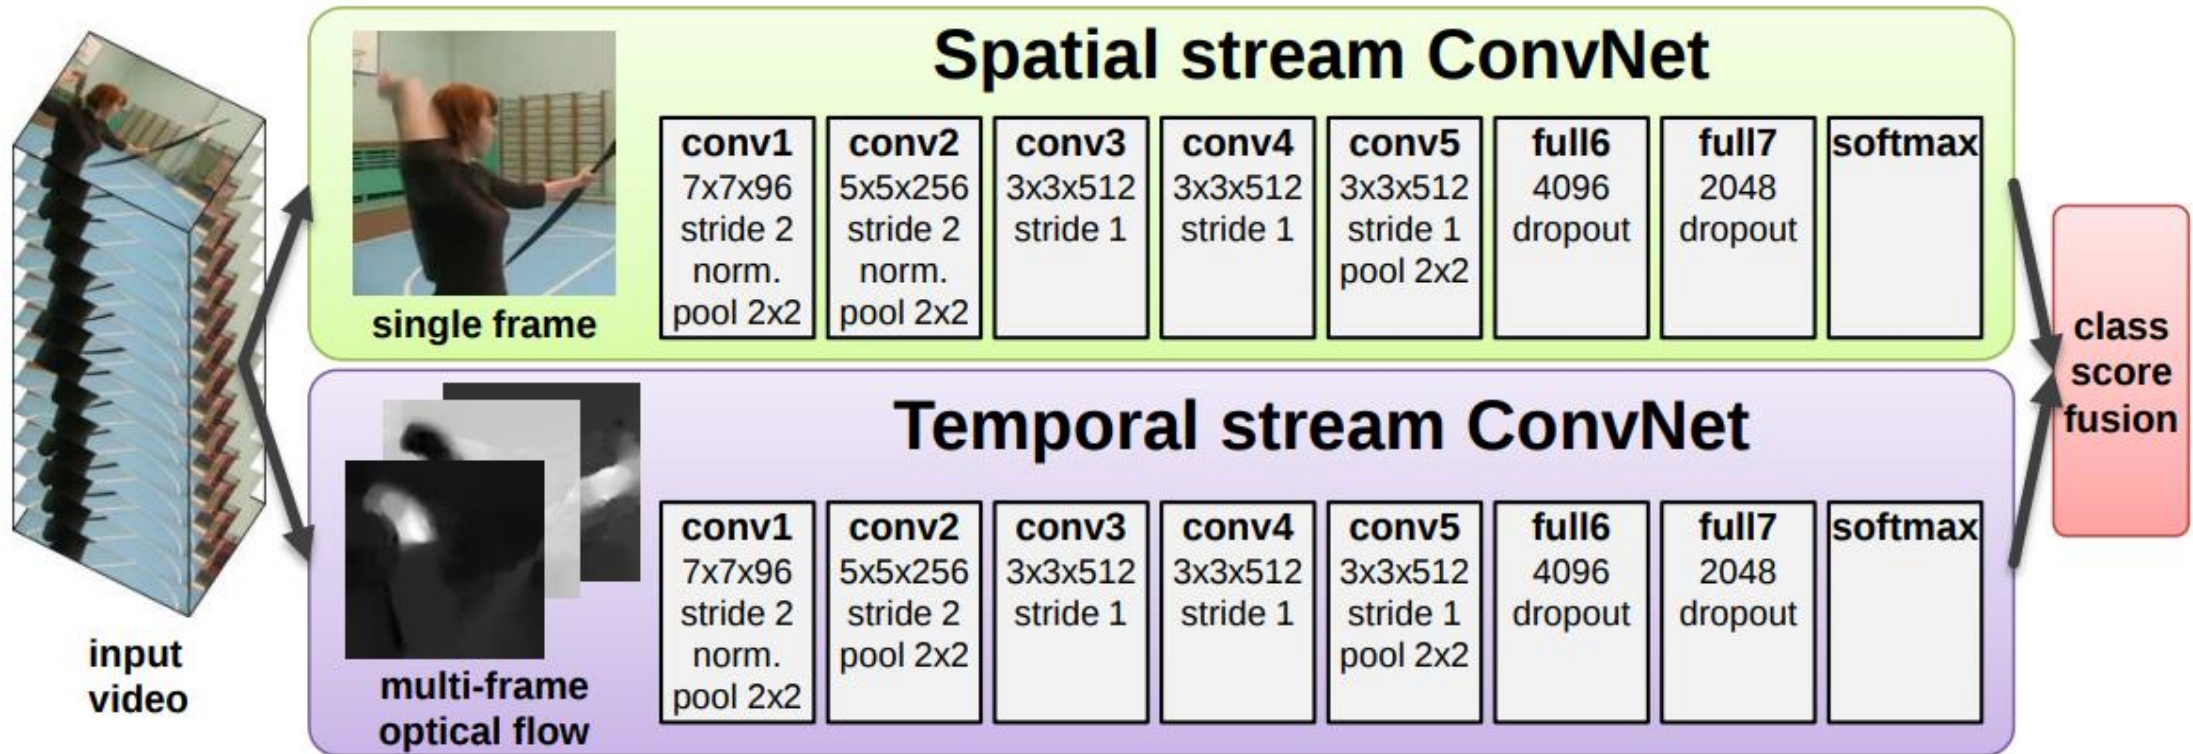 input
video
single frame
Spatial stream ConvNet
conv1
7x7x96
stride 2
norm.
pool 2x2
conv2
5x5x256
stride 2
norm.
pool 2x2
conv3
3x3x512
stride 1
conv4
3x3x512
stride 1
conv5
3x3x512
stride 1
pool 2x2
full6
4096
dropout
full7
2048
dropout
softmax
multi-frame
optical flow
Temporal stream ConvNet
conv1
7x7x96
stride 2
norm.
pool 2x2
conv2
5x5x256
stride 2
pool 2x2
conv3
3x3x512
stride 1
conv4
3x3x512
stride 1
conv5
3x3x512
stride 1
pool 2x2
full6
4096
dropout
full7
2048
dropout
softmax
class
score
fusion